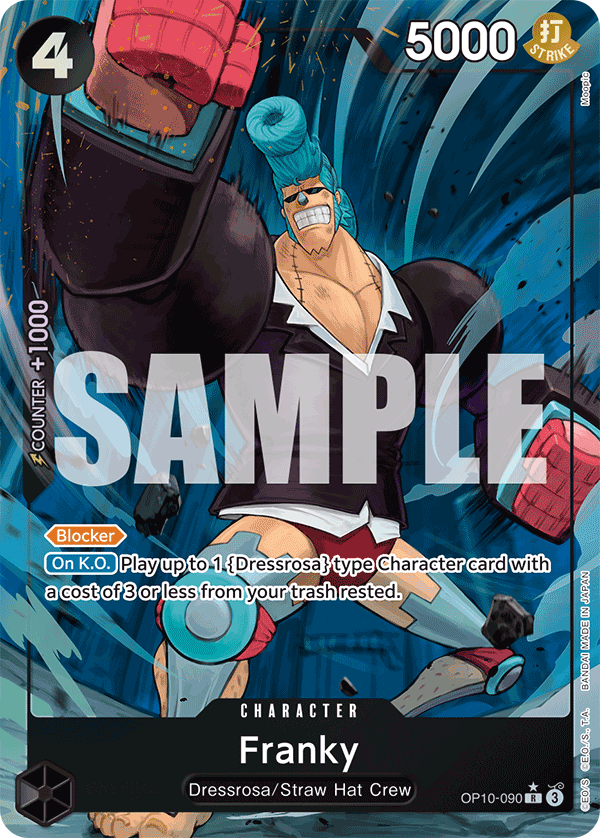 4
5000
打
STRIKE
Moopic
COUNTER +1000
SAMPLE
Blocker
On K.O. Play up to 1 {Dressrosa} type Character card with
a cost of 3 or less from your trash rested.
CHARACTER
Franky
Dressrosa/Straw Hat Crew
OP10-090 ★ R 3
©E.O./S., T.A. BANDAI MADE IN JAPAN